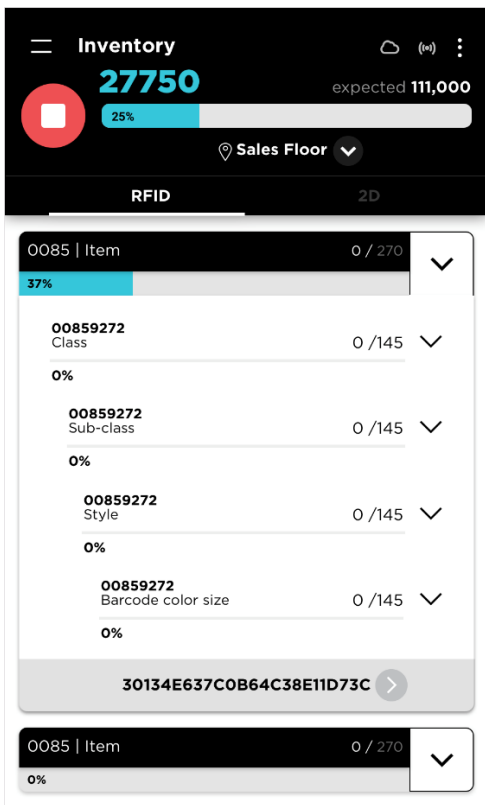 Inventory
27750
expected 111,000
25%
Sales Floor
RFID 2D
0085 | Item 0 / 270
37%
00859272
Class 0 /145
0%
00859272
Sub-class 0 /145
0%
00859272
Style 0 /145
0%
00859272
Barcode color size 0 /145
0%
30134E637C0B64C38E11D73C
0085 | Item 0 / 270
0%